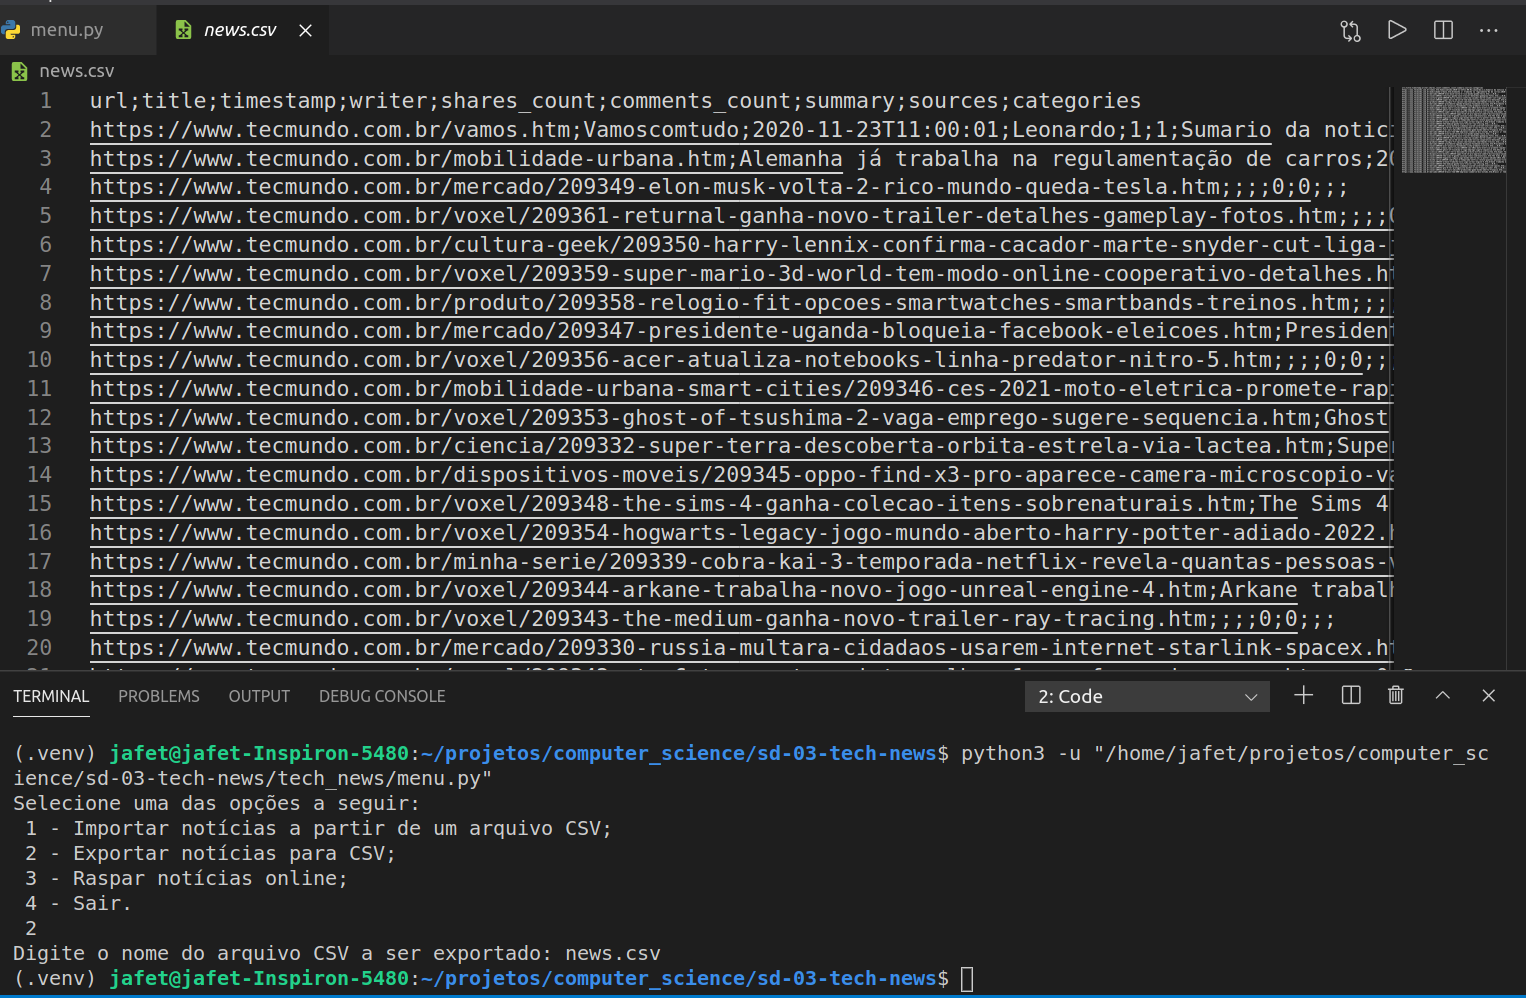 menu.py
news.csv
news.csv
1 url;title;timestamp;writer;shares_count;comments_count;summary;sources;categories
2 https://www.tecmundo.com.br/vamos.htm;Vamoscomtudo;2020-11-23T11:00:01;Leonardo;1;1;Sumario da notic
3 https://www.tecmundo.com.br/mobilidade-urbana.htm;Alemanha já trabalha na regulamentação de carros;20
4 https://www.tecmundo.com.br/mercado/209349-elon-musk-volta-2-rico-mundo-queda-tesla.htm;;;;0;0;;;
5 https://www.tecmundo.com.br/voxel/209361-returnal-ganha-novo-trailer-detalhes-gameplay-fotos.htm;;;;0
6 https://www.tecmundo.com.br/cultura-geek/209350-harry-lennix-confirma-cacador-marte-snyder-cut-liga-
7 https://www.tecmundo.com.br/voxel/209359-super-mario-3d-world-tem-modo-online-cooperativo-detalhes.ht
8 https://www.tecmundo.com.br/produto/209358-relogio-fit-opcoes-smartwatches-smartbands-treinos.htm;;;
9 https://www.tecmundo.com.br/mercado/209347-presidente-uganda-bloqueia-facebook-eleicoes.htm;President
10 https://www.tecmundo.com.br/voxel/209356-acer-atualiza-notebooks-linha-predator-nitro-5.htm;;;;0;0;;
11 https://www.tecmundo.com.br/mobilidade-urbana-smart-cities/209346-ces-2021-moto-eletrica-promete-rap
12 https://www.tecmundo.com.br/voxel/209353-ghost-of-tsushima-2-vaga-emprego-sugere-sequencia.htm;Ghost
13 https://www.tecmundo.com.br/ciencia/209332-super-terra-descoberta-orbita-estrela-via-lactea.htm;Super
14 https://www.tecmundo.com.br/dispositivos-moveis/209345-oppo-find-x3-pro-aparece-camera-microscopio-va
15 https://www.tecmundo.com.br/voxel/209348-the-sims-4-ganha-colecao-itens-sobrenaturais.htm;The Sims 4
16 https://www.tecmundo.com.br/voxel/209354-hogwarts-legacy-jogo-mundo-aberto-harry-potter-adiado-2022.h
17 https://www.tecmundo.com.br/minha-serie/209339-cobra-kai-3-temporada-netflix-revela-quantas-pessoas-v
18 https://www.tecmundo.com.br/voxel/209344-arkane-trabalha-novo-jogo-unreal-engine-4.htm;Arkane trabalh
19 https://www.tecmundo.com.br/voxel/209343-the-medium-ganha-novo-trailer-ray-tracing.htm;;;;0;0;;;
20 https://www.tecmundo.com.br/mercado/209330-russia-multara-cidadaos-usarem-internet-starlink-spacex.ht
TERMINAL PROBLEMS OUTPUT DEBUG CONSOLE 2: Code
(.venv) jafet@jafet-Inspiron-5480:~/projetos/computer_science/sd-03-tech-news$ python3 -u "/home/jafet/projetos/computer_sc
ience/sd-03-tech-news/tech_news/menu.py"
Selecione uma das opções a seguir:
1 - Importar notícias a partir de um arquivo CSV;
2 - Exportar notícias para CSV;
3 - Raspar notícias online;
4 - Sair.
2
Digite o nome do arquivo CSV a ser exportado: news.csv
(.venv) jafet@jafet-Inspiron-5480:~/projetos/computer_science/sd-03-tech-news$